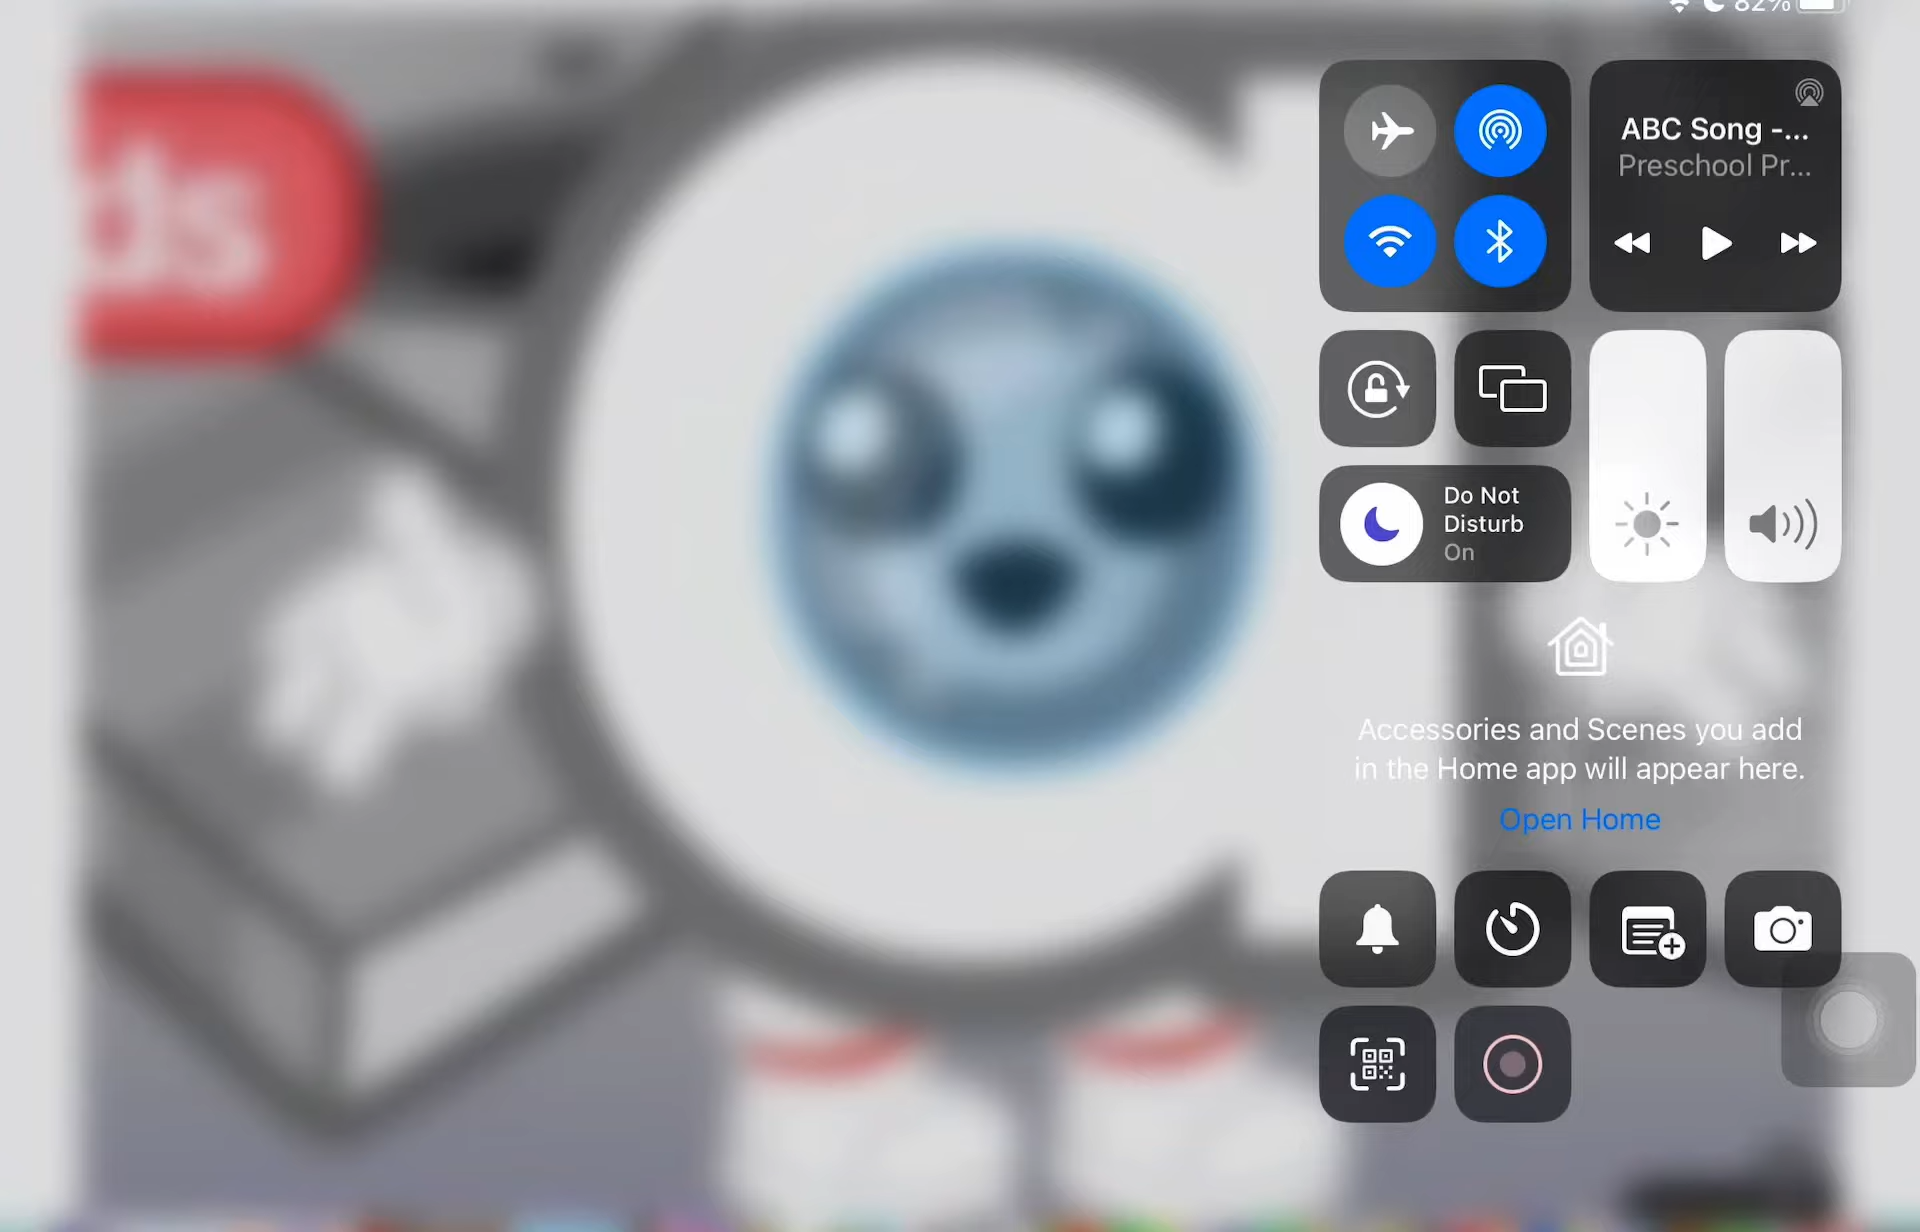 82%
ds
ABC Song -...
Preschool Pr...
Do Not
Disturb
On
Accessories and Scenes you add
in the Home app will appear here.
Open Home